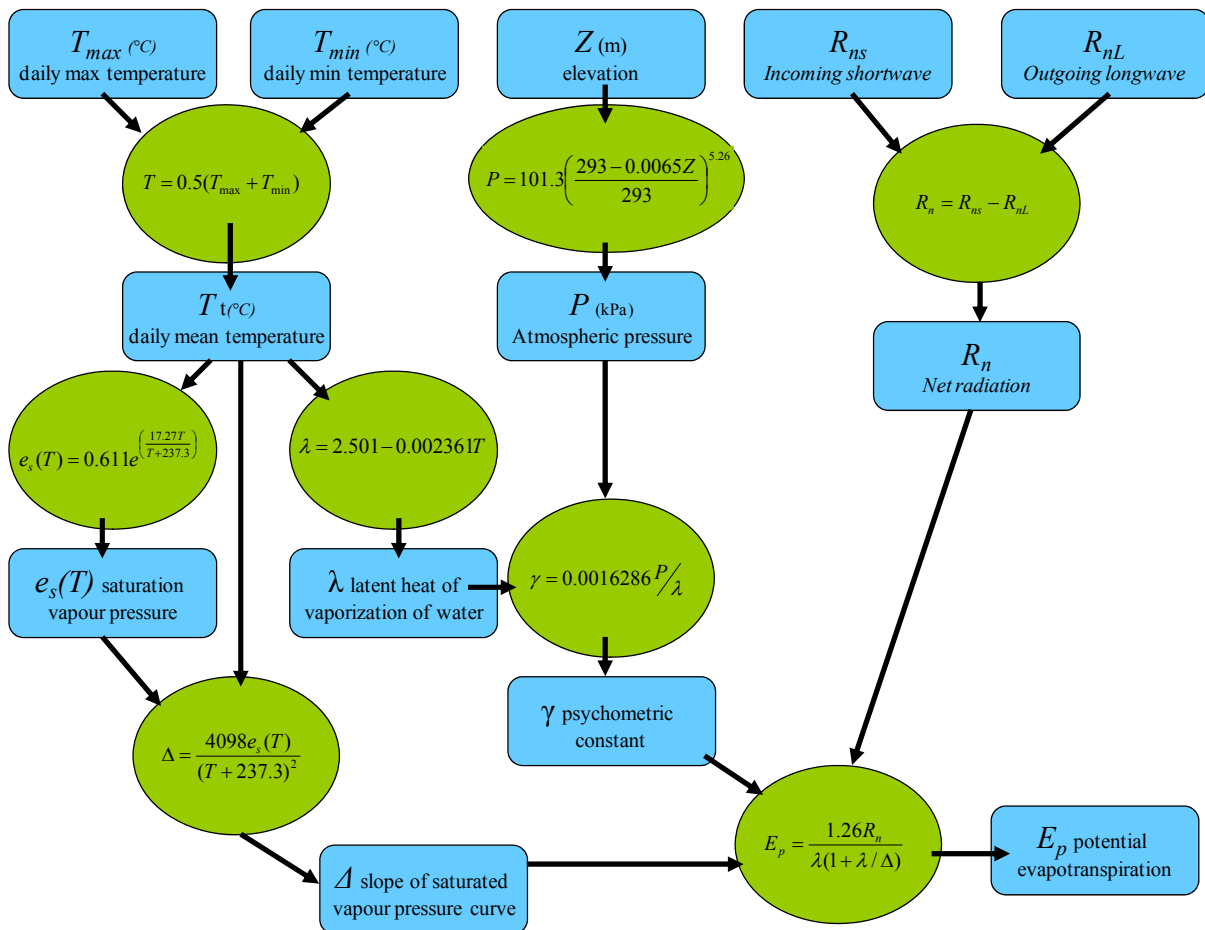 T_max (°C)
daily max temperature
T_min (°C)
daily min temperature
Z (m)
elevation
R_ns
Incoming shortwave
R_nL
Outgoing longwave
T = 0.5(T_max + T_min)
P = 101.3((293 − 0.0065Z)/293)^5.26
R_n = R_ns − R_nL
T t(°C)
daily mean temperature
P (kPa)
Atmospheric pressure
R_n
Net radiation
e_s(T) = 0.611e^(17.27T/(T+237.3))
λ = 2.501 − 0.002361T
e_s(T) saturation
vapour pressure
λ latent heat of
vaporization of water
γ = 0.0016286 P/λ
γ psychometric
constant
Δ = 4098e_s(T)/(T + 237.3)^2
Δ slope of saturated
vapour pressure curve
E_p = 1.26R_n/(λ(1 + λ/Δ))
E_p potential
evapotranspiration